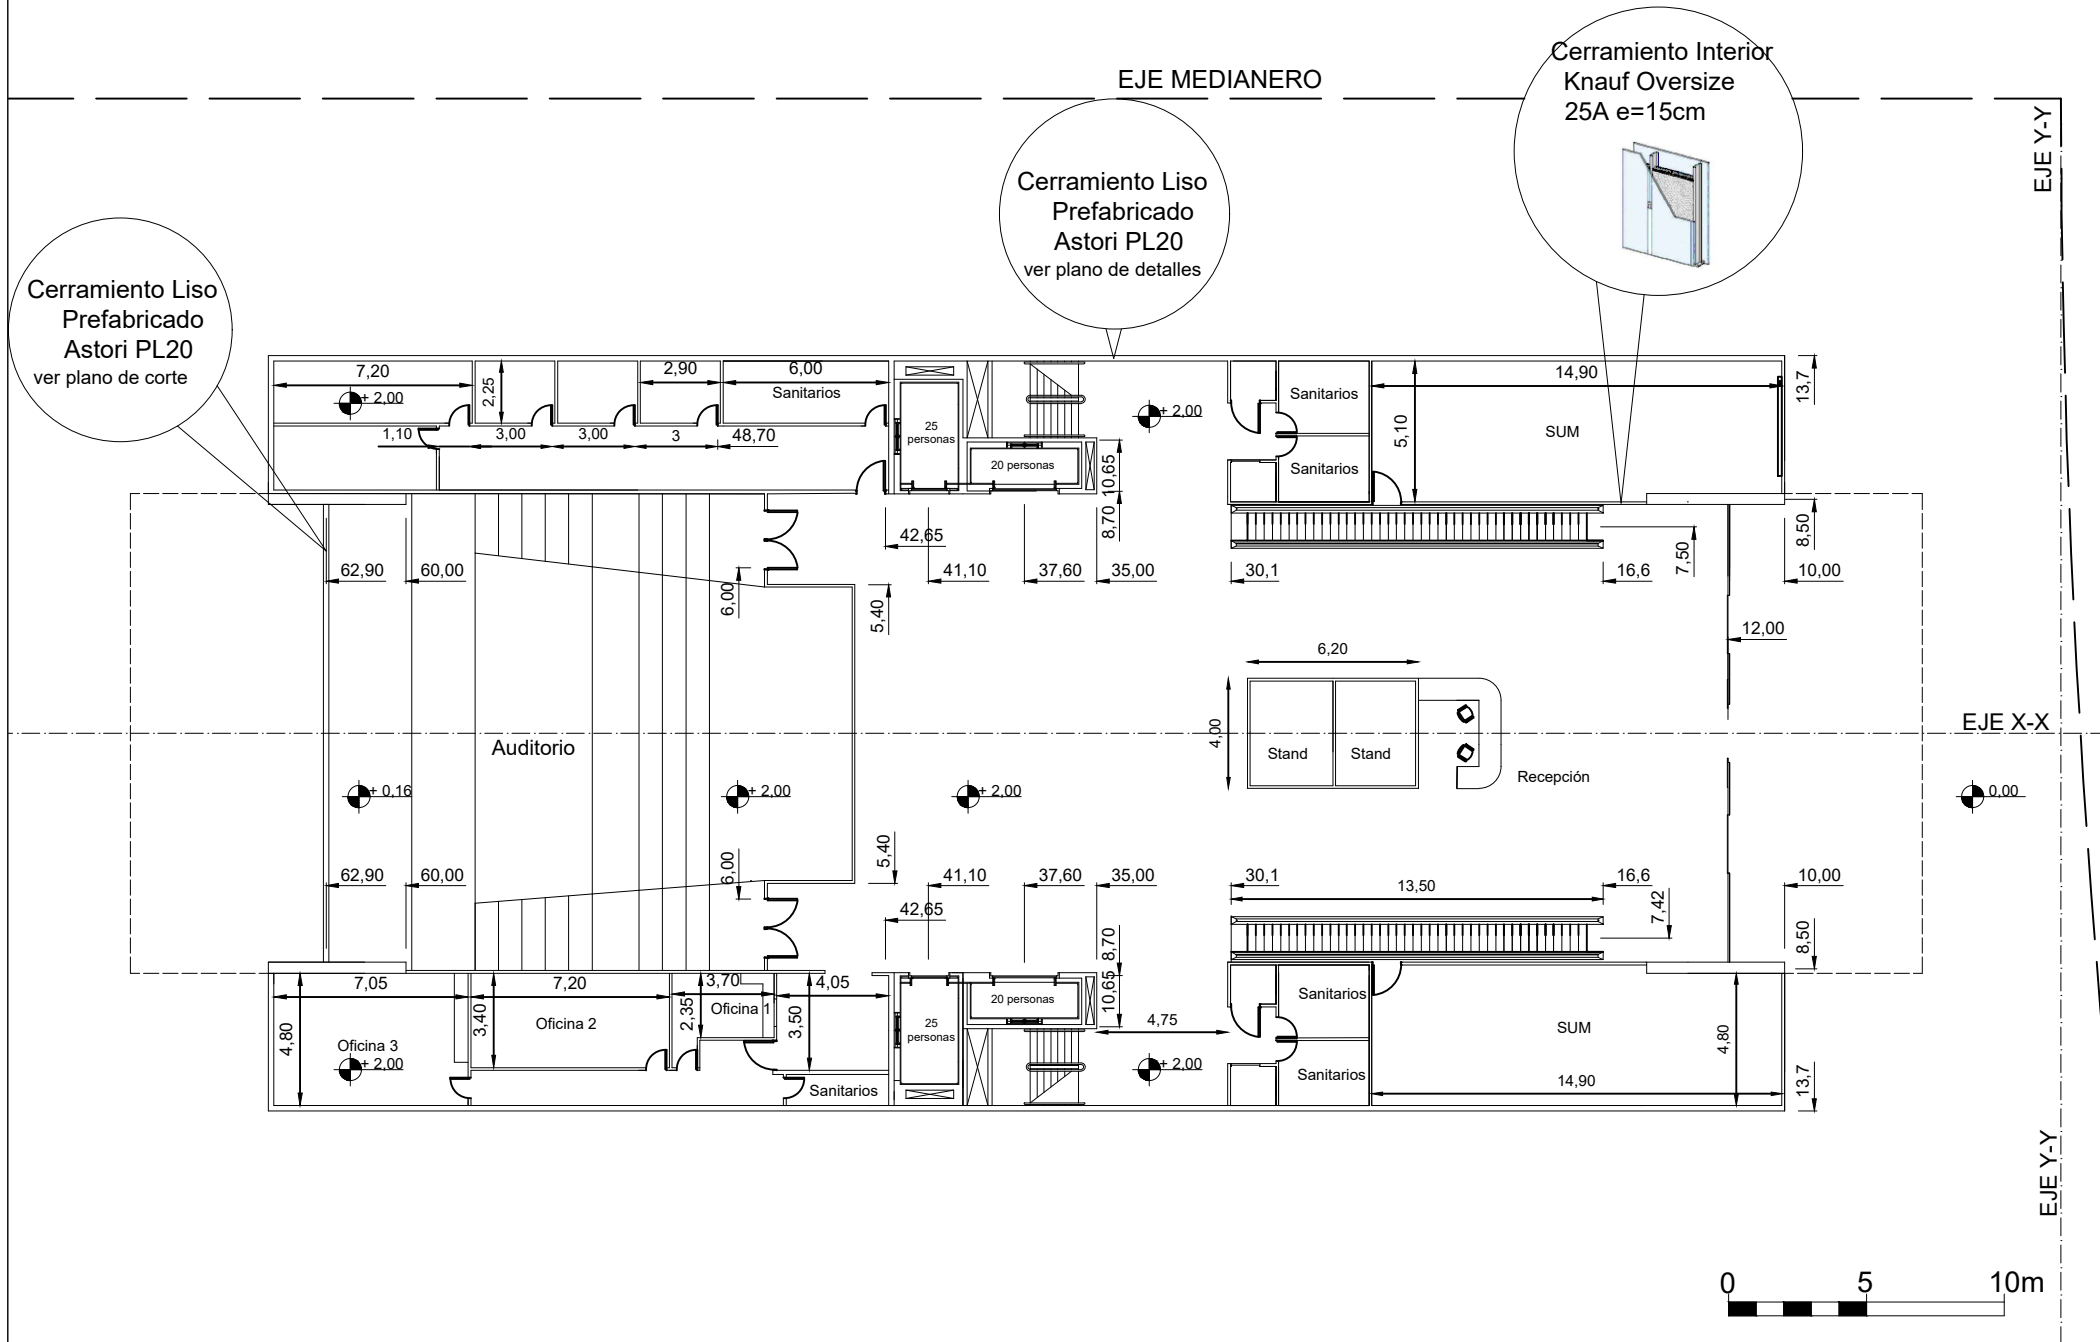 EJE MEDIANERO
Cerramiento Interior
Knauf Oversize
25A e=15cm
EJE Y-Y
Cerramiento Liso
Prefabricado
Astori PL20
ver plano de detalles
Cerramiento Liso
Prefabricado
Astori PL20
ver plano de corte
7,20
2,25
2,90
6,00
Sanitarios
+ 2,00
1,10
3,00
3,00
3
48,70
25
personas
20 personas
10,65
8,70
+ 2,00
Sanitarios
Sanitarios
14,90
5,10
SUM
13,7
8,50
42,65
62,90
60,00
6,00
5,40
41,10
37,60
35,00
30,1
16,6
7,50
10,00
12,00
6,20
4,00
Stand
Stand
Recepción
Auditorio
EJE X-X
+ 0,16
+ 2,00
+ 2,00
0,00
62,90
60,00
6,00
5,40
41,10
37,60
35,00
30,1
13,50
16,6
7,42
10,00
42,65
8,70
8,50
7,05
7,20
3,70
4,05
4,80
3,40
2,35
3,50
Oficina 3
Oficina 2
Oficina 1
+ 2,00
Sanitarios
25
personas
20 personas
10,65
4,75
+ 2,00
Sanitarios
Sanitarios
SUM
14,90
4,80
13,7
EJE Y-Y
0
5
10m